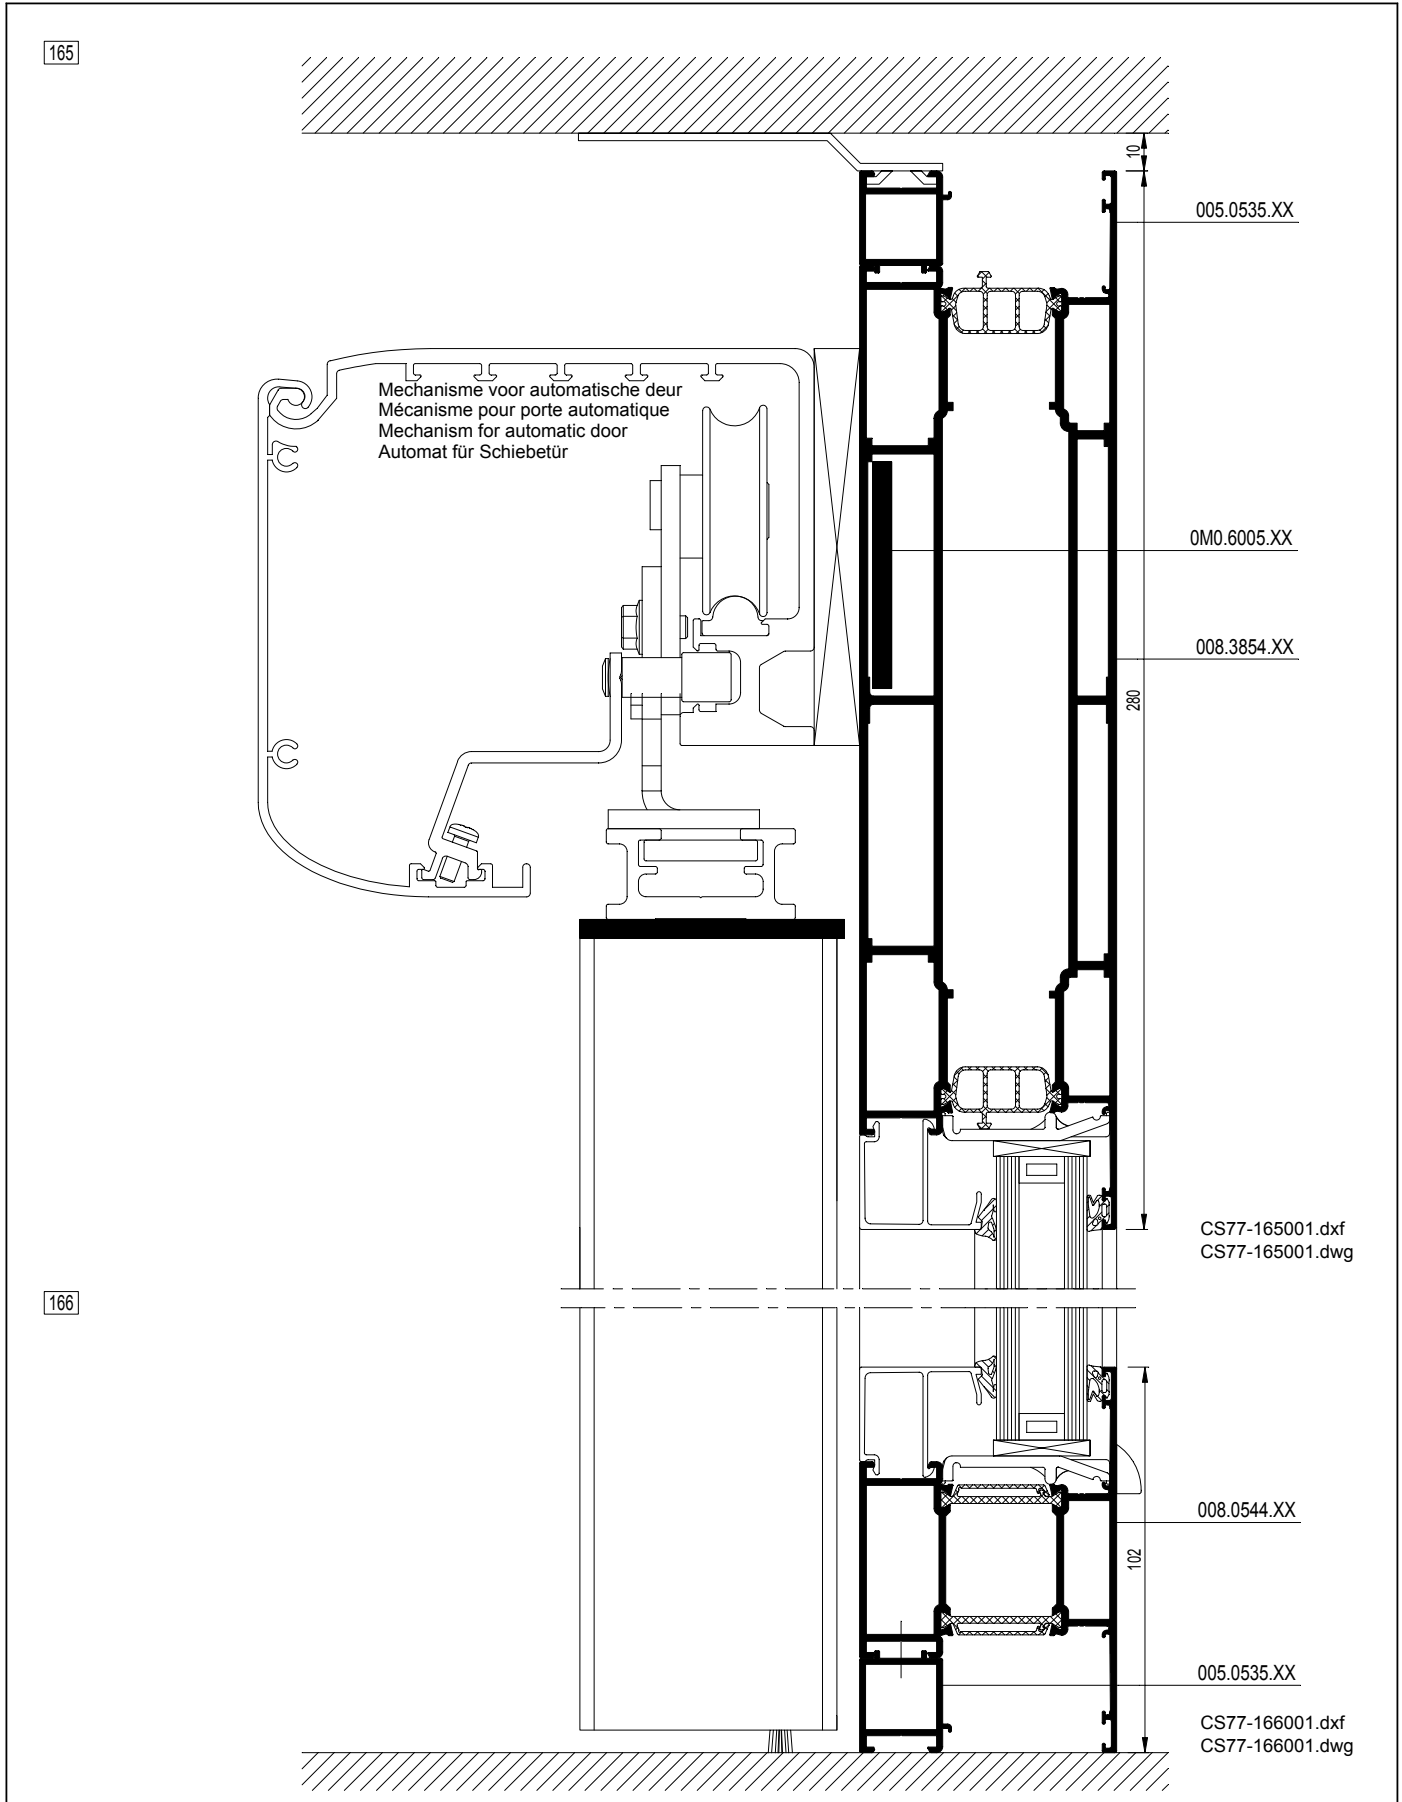 165
10
005.0535.XX
Mechanisme voor automatische deur
Mécanisme pour porte automatique
Mechanism for automatic door
Automat für Schiebetür
0M0.6005.XX
008.3854.XX
280
CS77-165001.dxf
CS77-165001.dwg
166
008.0544.XX
102
005.0535.XX
CS77-166001.dxf
CS77-166001.dwg